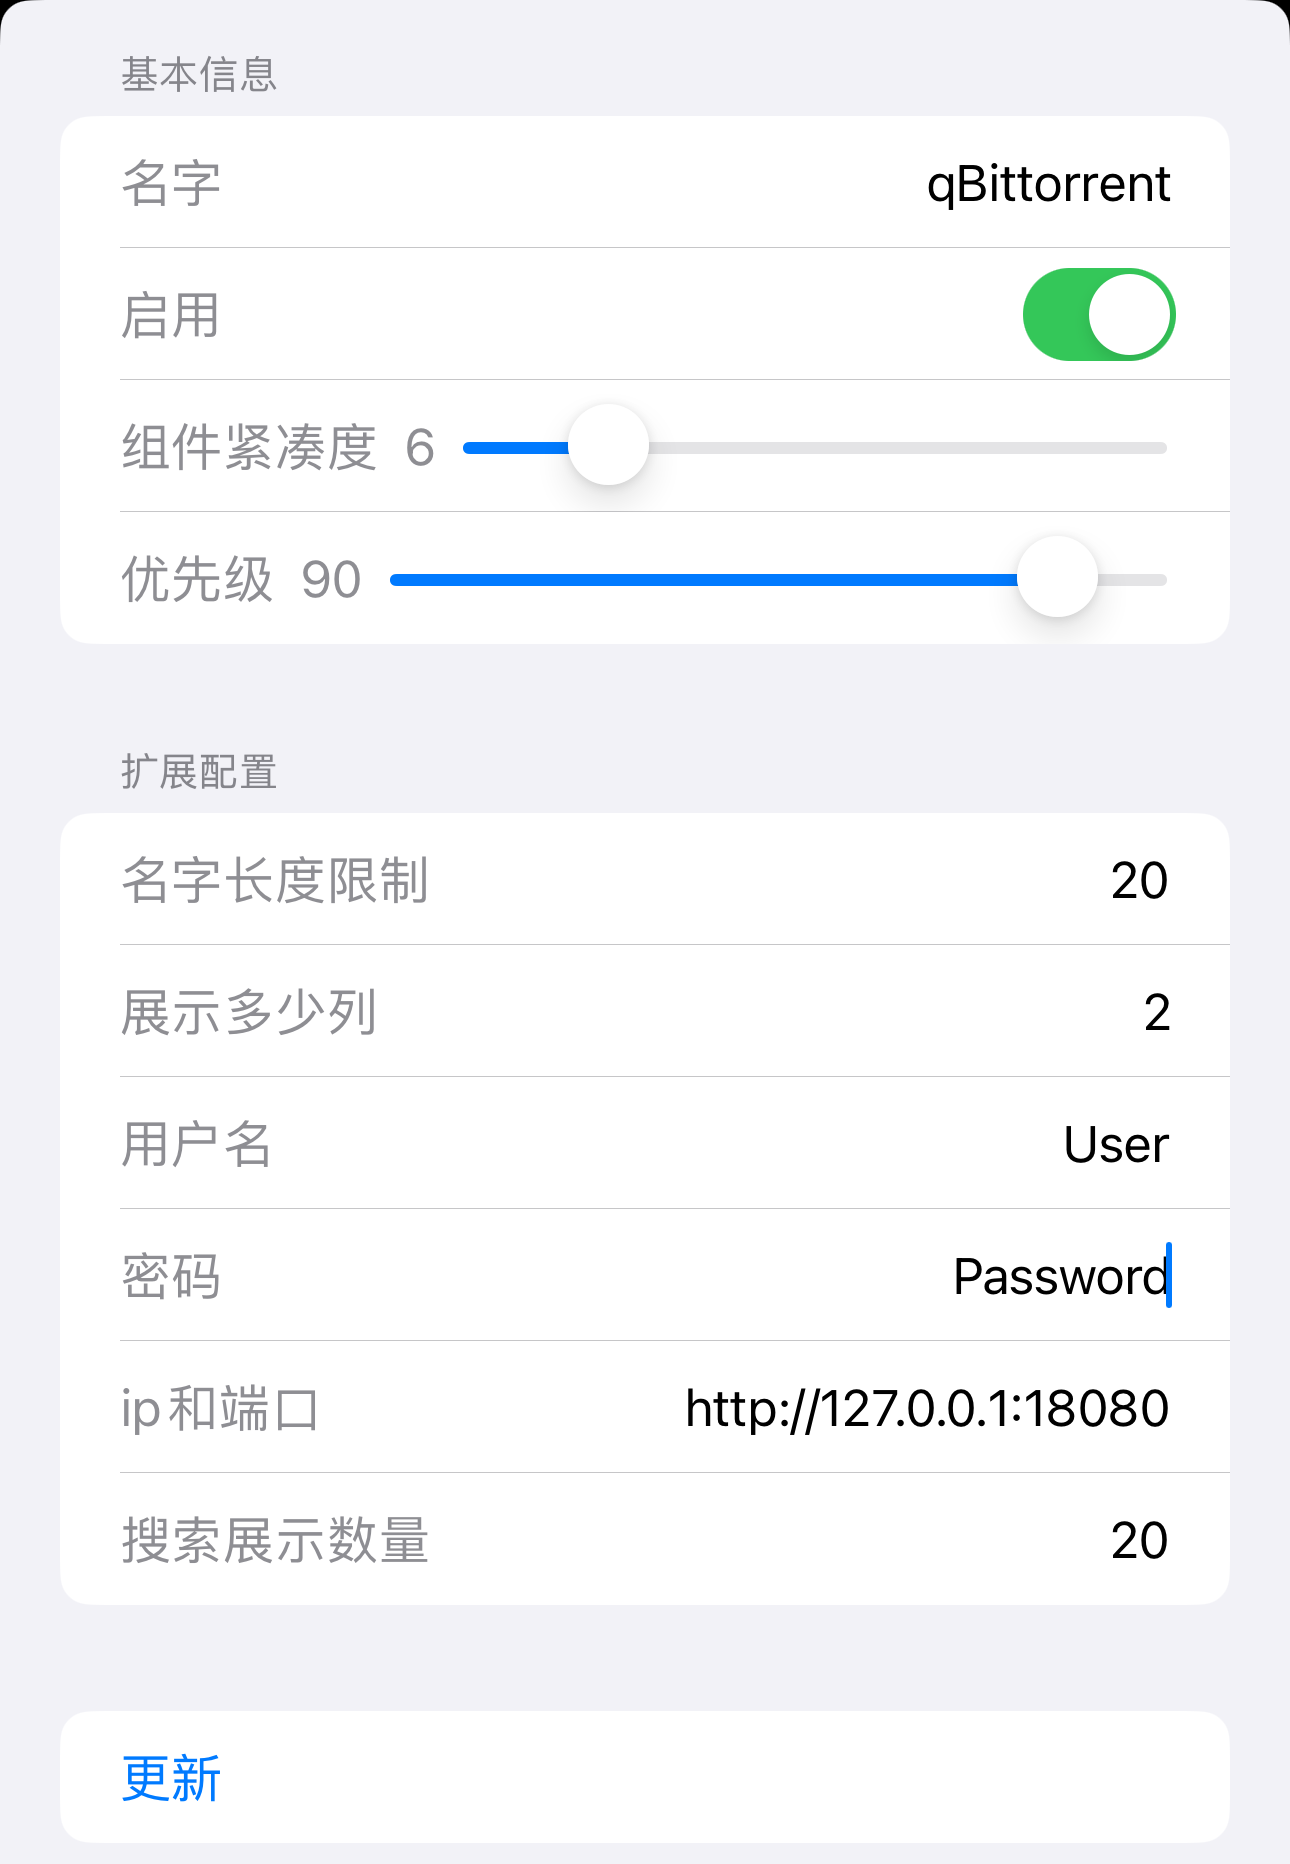 基本信息
名字 qBittorrent
启用
组件紧凑度 6
优先级 90
扩展配置
名字长度限制 20
展示多少列 2
用户名 User
密码 Password
ip和端口 http://127.0.0.1:18080
搜索展示数量 20
更新